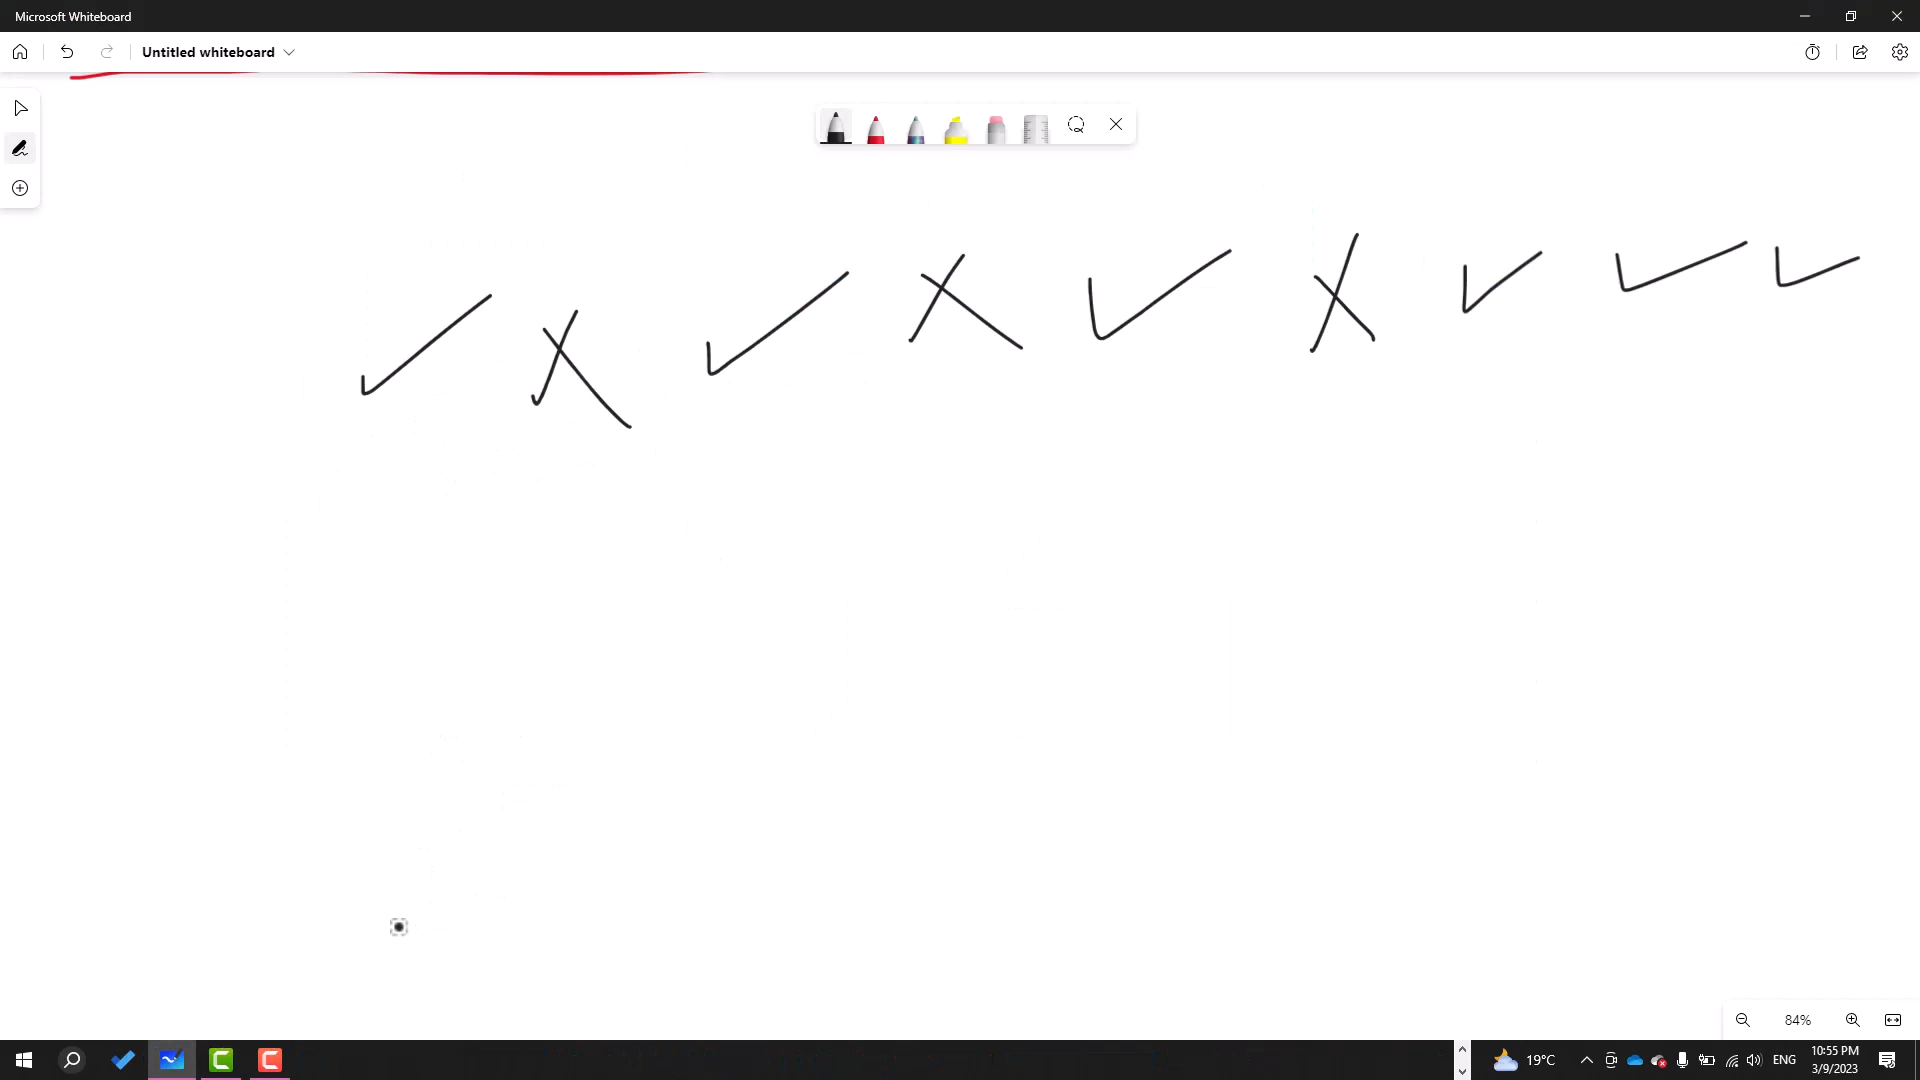 Microsoft Whiteboard
Untitled whiteboard
✓ X ✓ X ✓ X ✓ ✓ ✓
84%
19°C
ENG
10:55 PM
3/9/2023